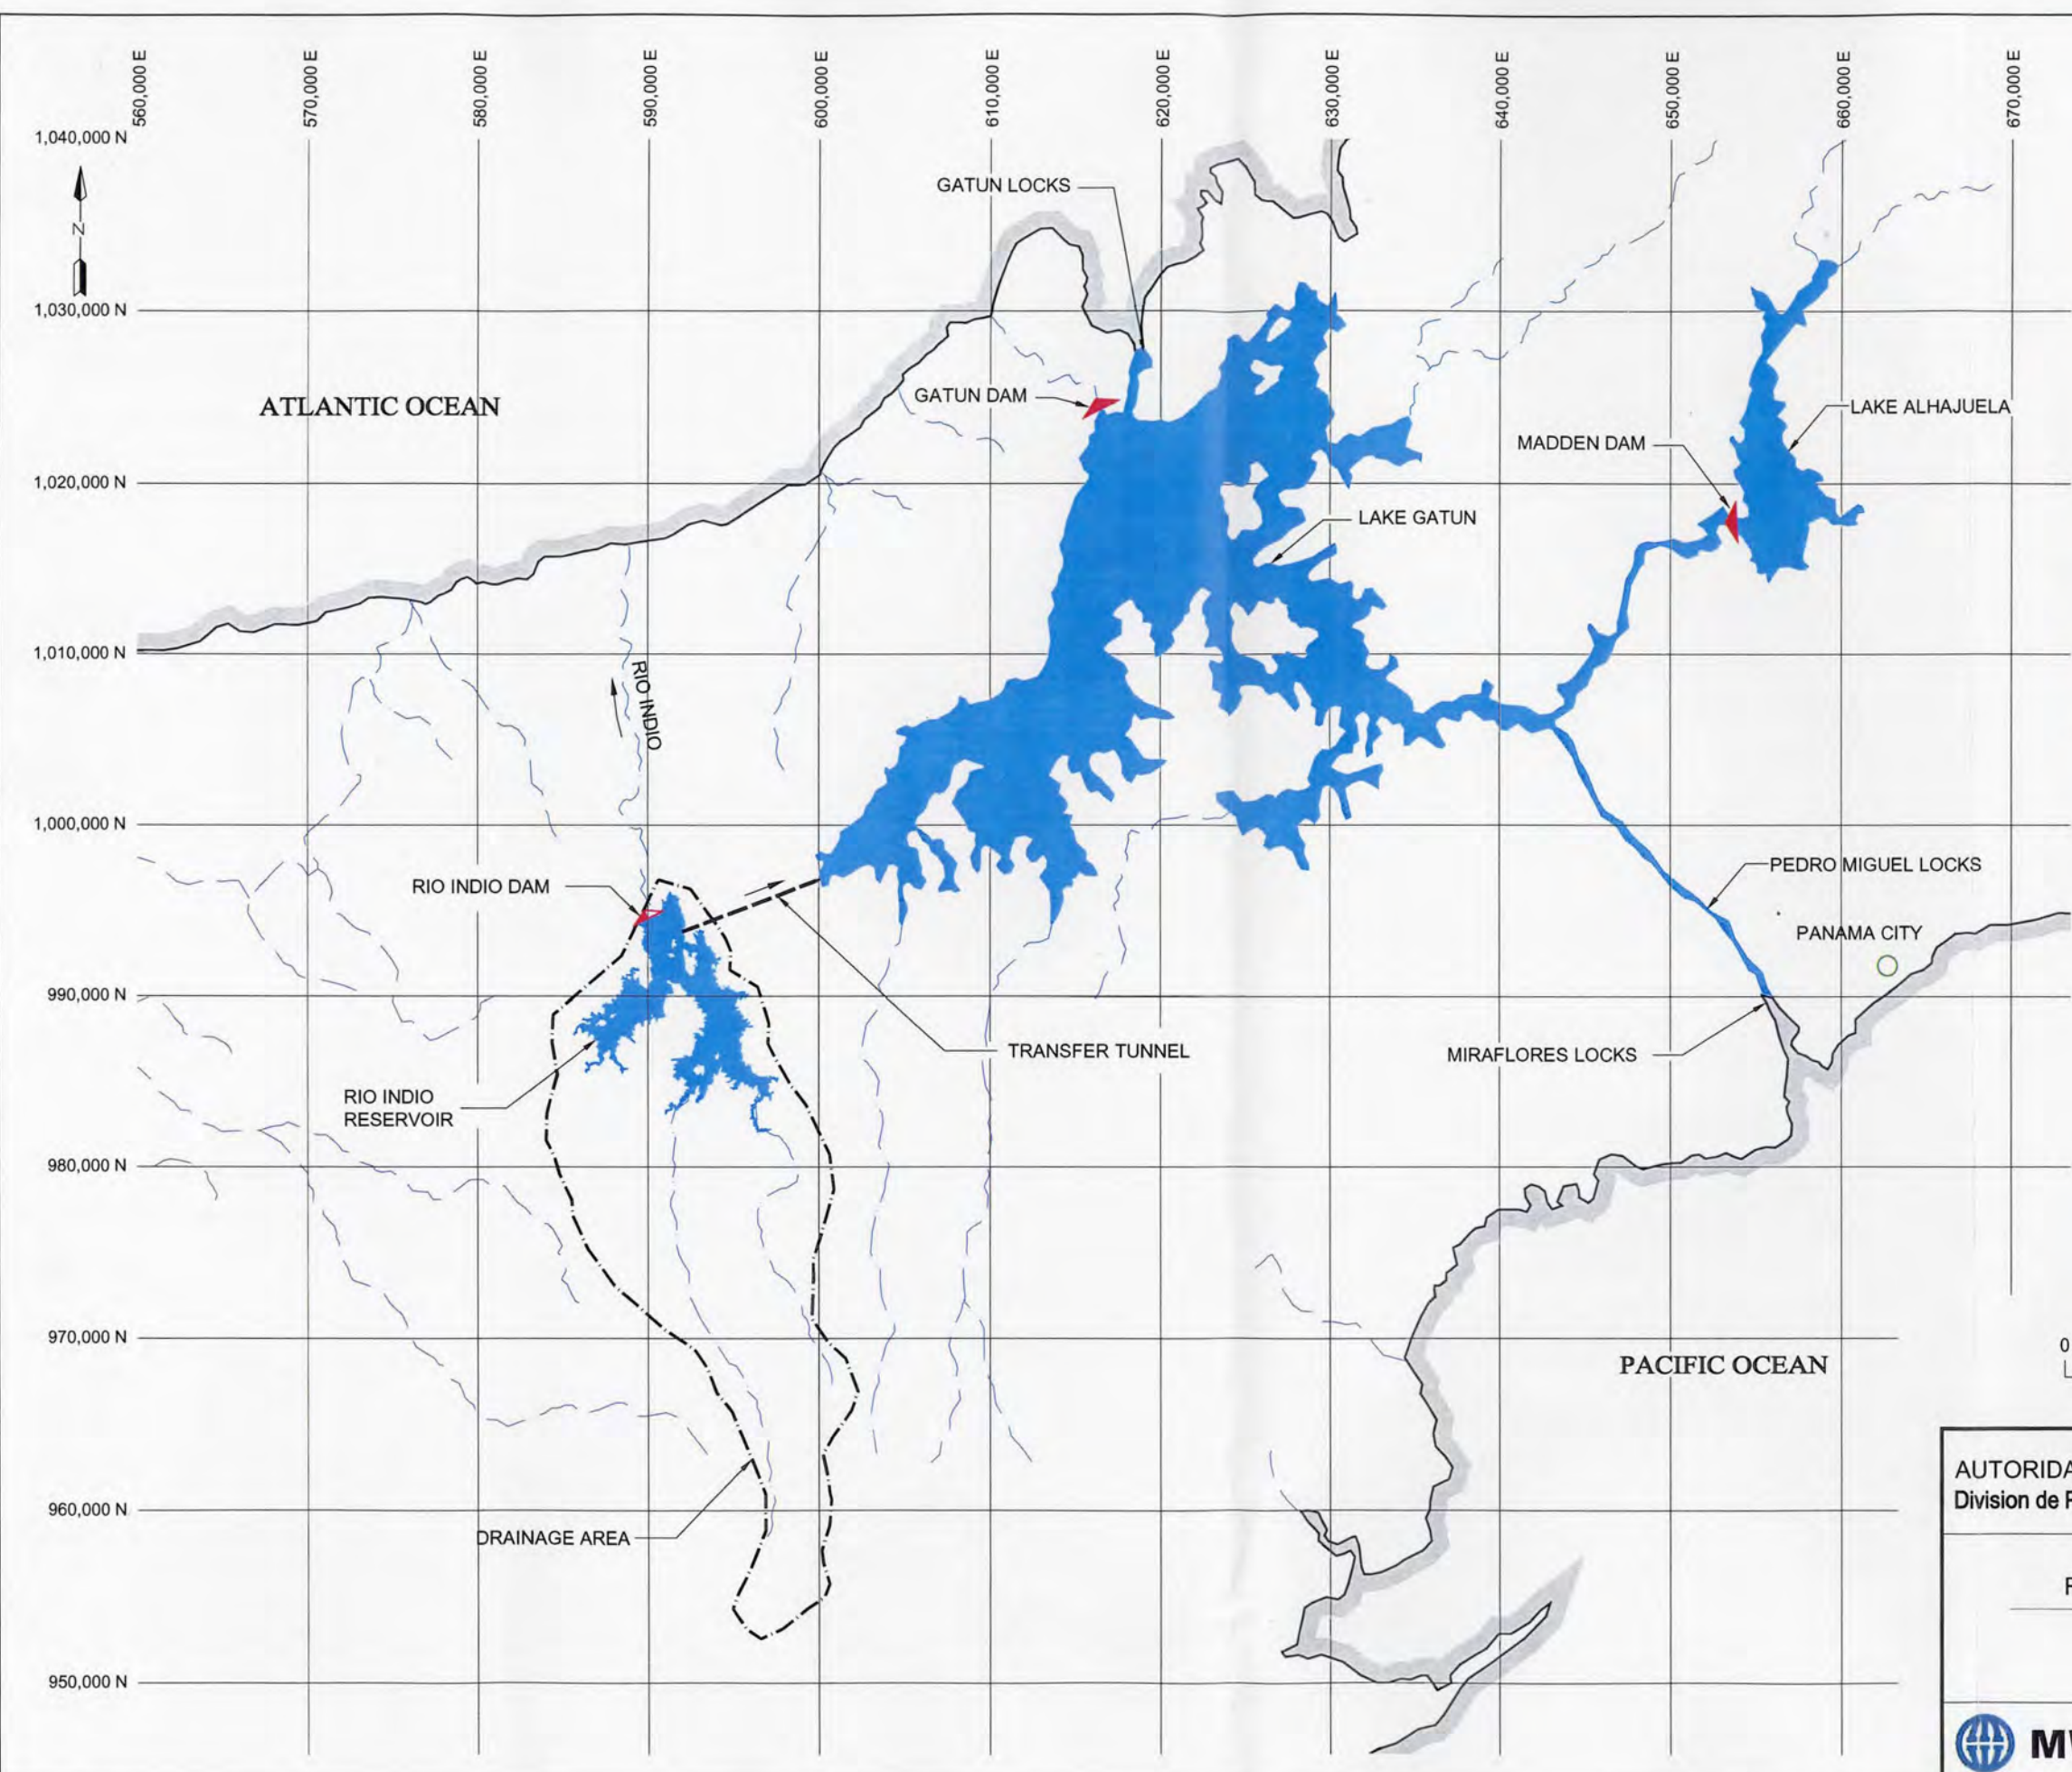 560,000 E
570,000 E
580,000 E
590,000 E
600,000 E
610,000 E
620,000 E
630,000 E
640,000 E
650,000 E
660,000 E
670,000 E
1,040,000 N
N
GATUN LOCKS
1,030,000 N
GATUN DAM
ATLANTIC OCEAN
LAKE ALHAJUELA
MADDEN DAM
1,020,000 N
LAKE GATUN
1,010,000 N
RIO INDIO
1,000,000 N
PEDRO MIGUEL LOCKS
RIO INDIO DAM
PANAMA CITY
990,000 N
TRANSFER TUNNEL
MIRAFLORES LOCKS
RIO INDIO
RESERVOIR
980,000 N
970,000 N
0
PACIFIC OCEAN
AUTORIDA
Division de
960,000 N
DRAINAGE AREA
950,000 N